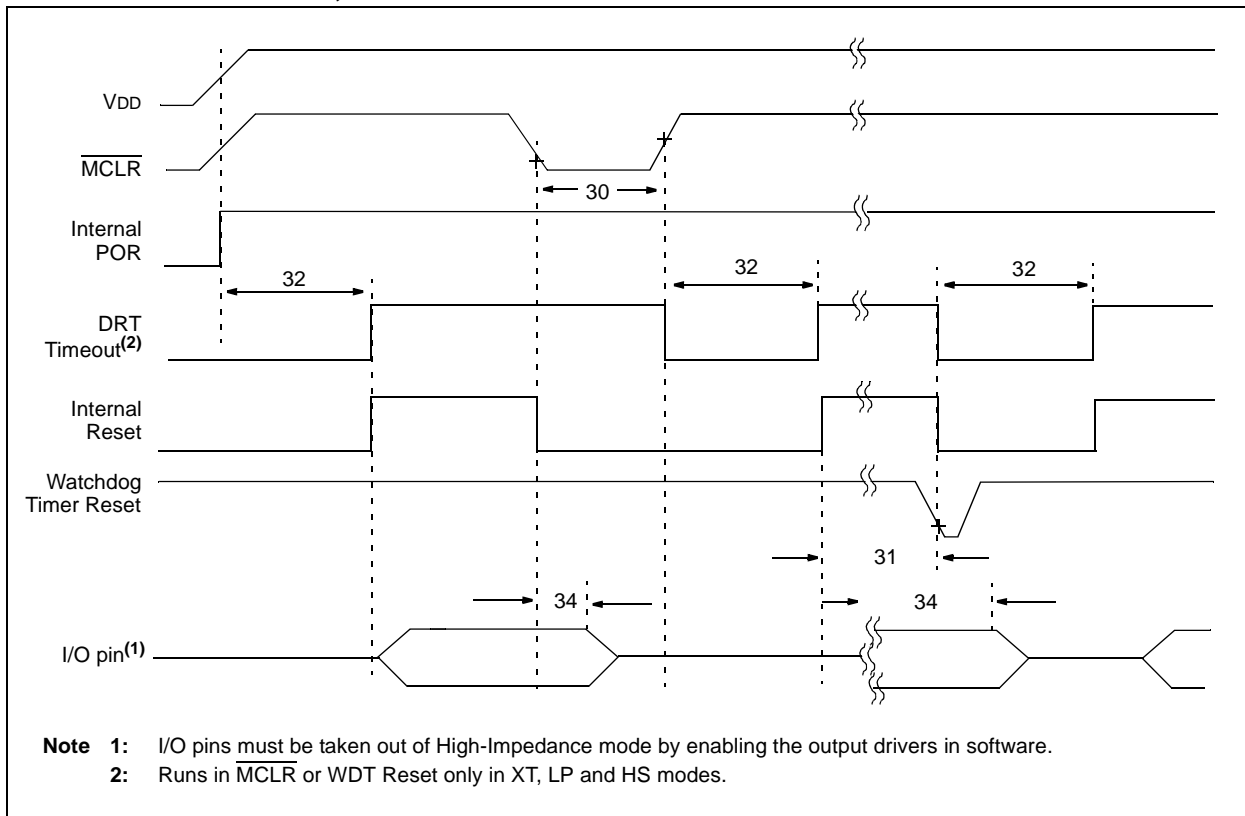 VDD
MCLR
30
Internal
POR
32
32
32
DRT
Timeout(2)
Internal
Reset
Watchdog
Timer Reset
31
34
34
I/O pin(1)
Note 1: I/O pins must be taken out of High-Impedance mode by enabling the output drivers in software.
2: Runs in MCLR or WDT Reset only in XT, LP and HS modes.